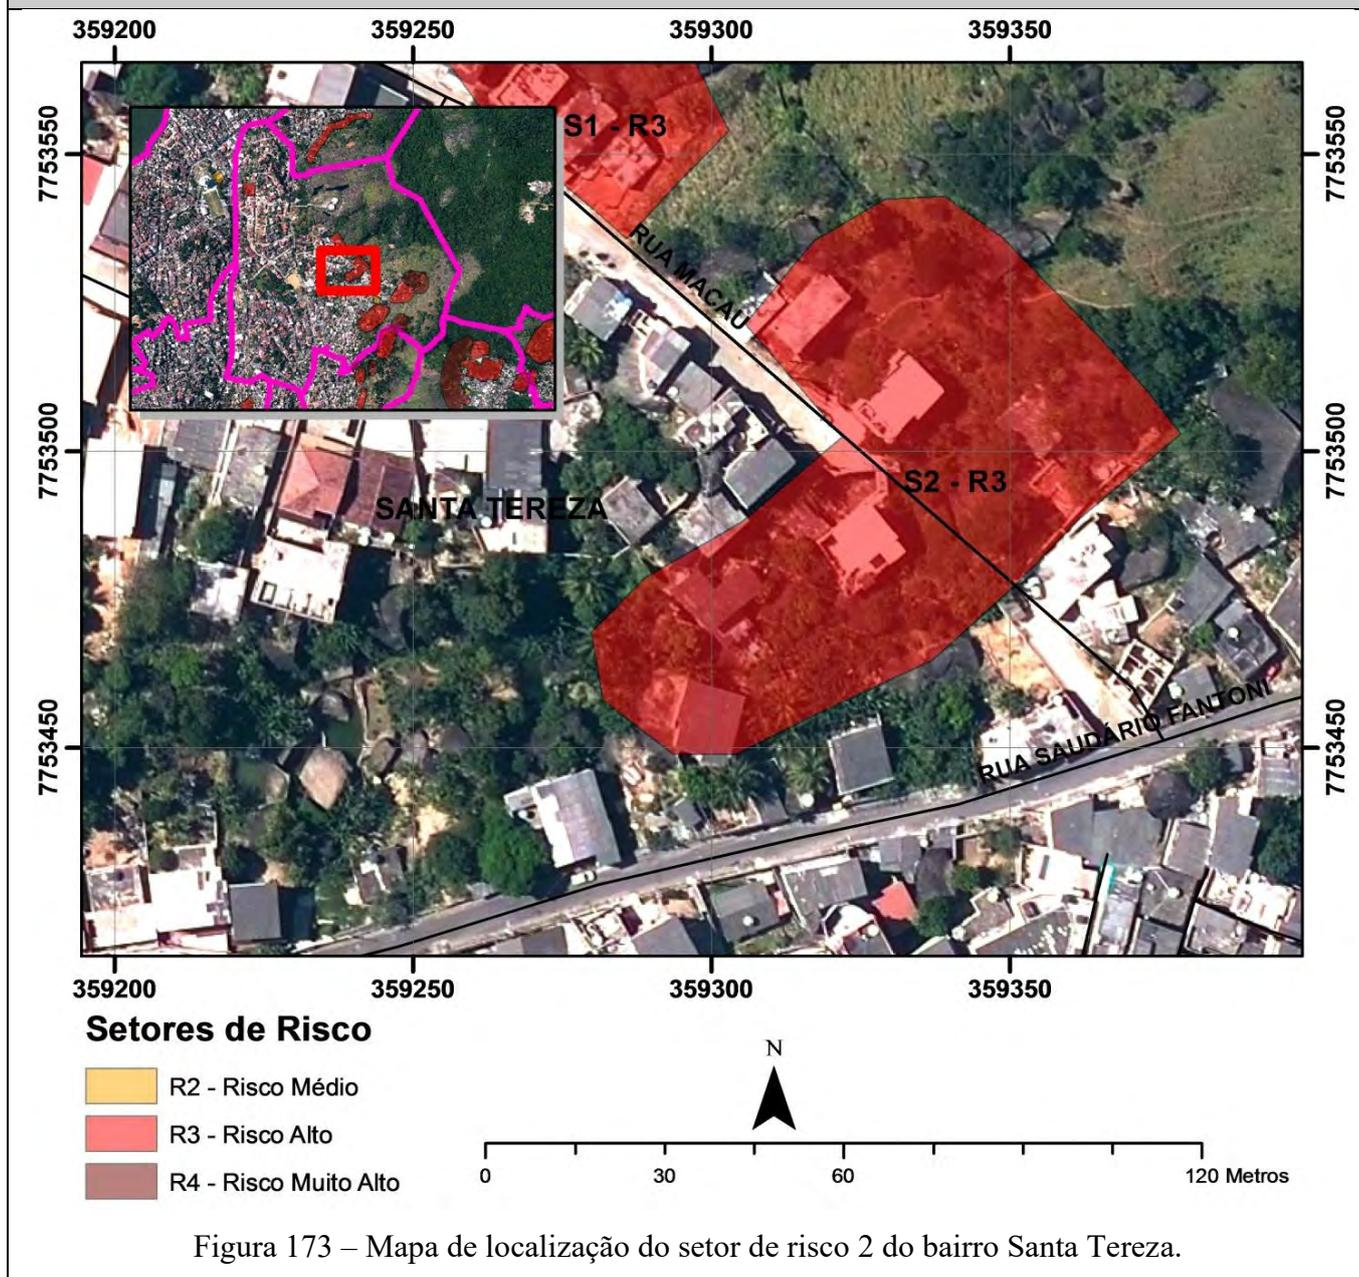 359200 359250 359300 359350
7753550 7753550
S1 - R3
RUA MACAU
7753500 7753500
S2 - R3
SANTA TEREZA
7753450 7753450
RUA SAUDÁRIO FANTONI
359200 359250 359300 359350
Setores de Risco
N
R2 - Risco Médio
R3 - Risco Alto
R4 - Risco Muito Alto
0 30 60 120 Metros
Figura 173 – Mapa de localização do setor de risco 2 do bairro Santa Tereza.